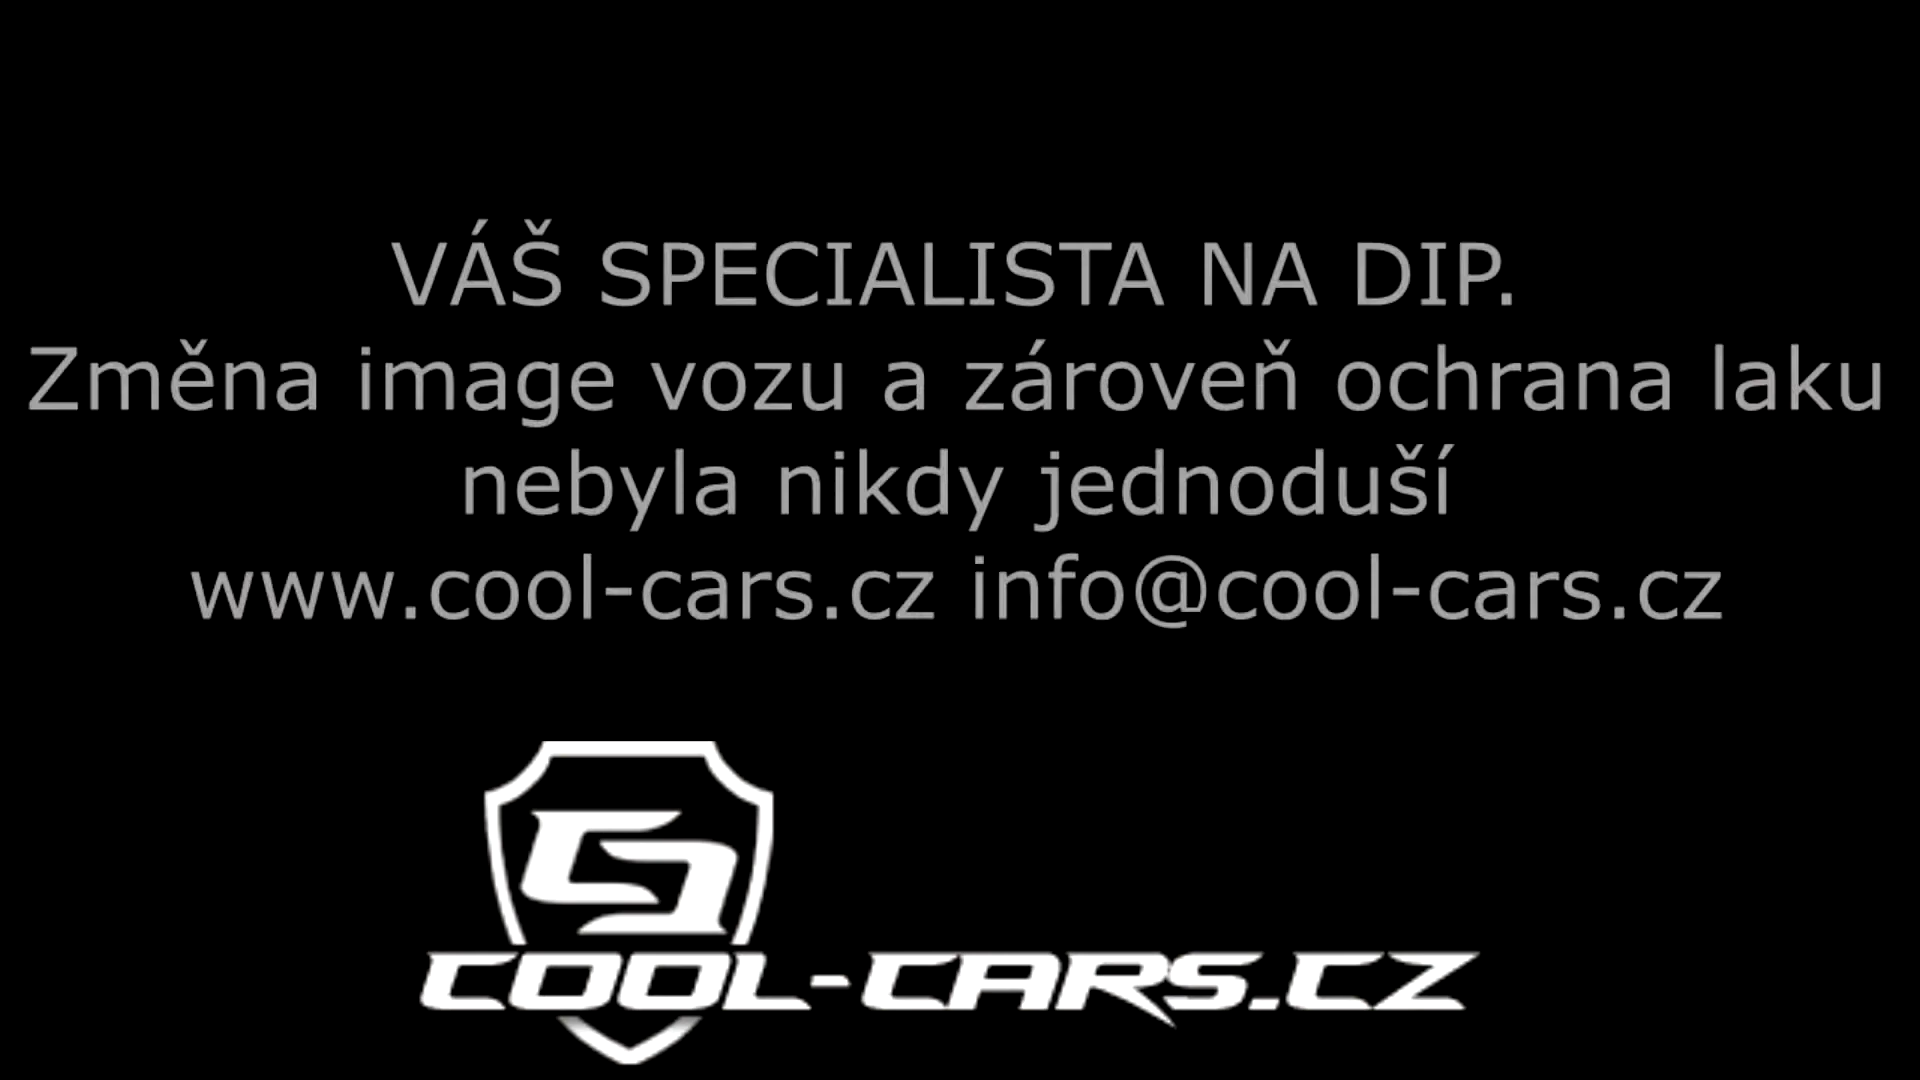 VÁŠ SPECIALISTA NA DIP.
Změna image vozu a zároveň ochrana laku
nebyla nikdy jednoduší
www.cool-cars.cz info@cool-cars.cz
COOL-CARS.CZ